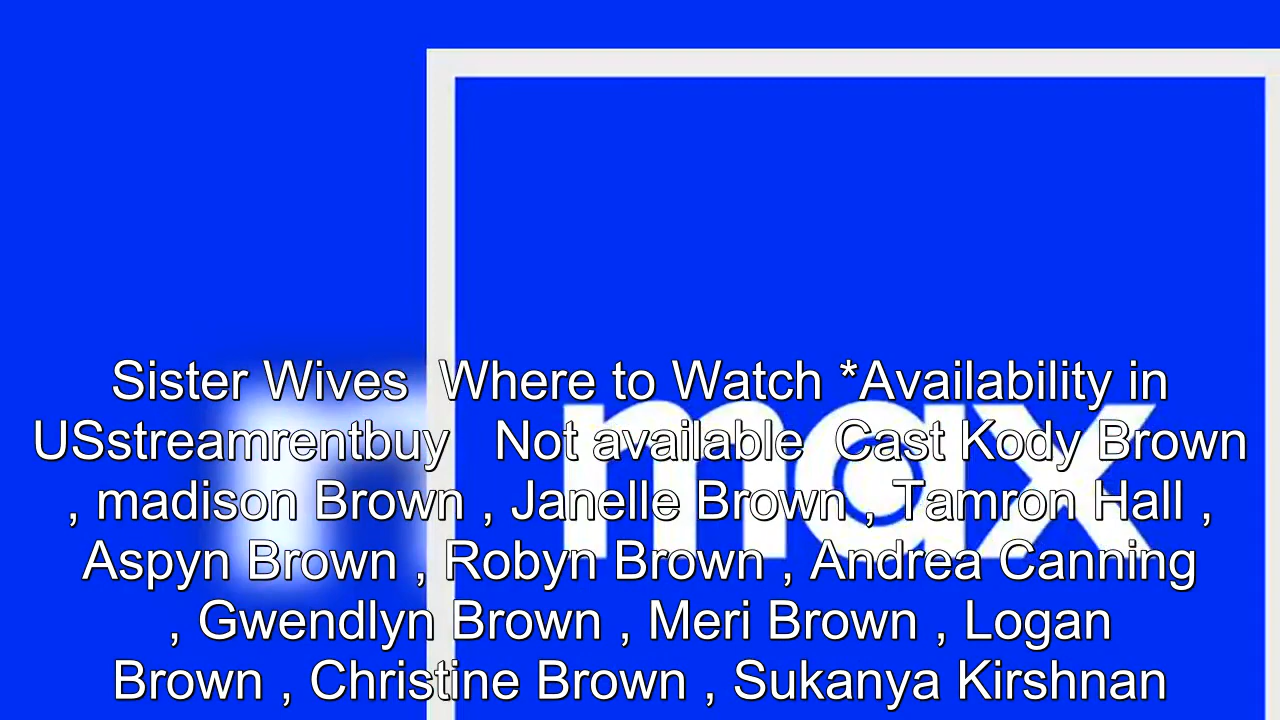 Sister Wives  Where to Watch *Availability in
USstreamrentbuy   Not available  Cast Kody Brown
, madison Brown , Janelle Brown , Tamron Hall ,
Aspyn Brown , Robyn Brown , Andrea Canning
, Gwendlyn Brown , Meri Brown , Logan
Brown , Christine Brown , Sukanya Kirshnan
max